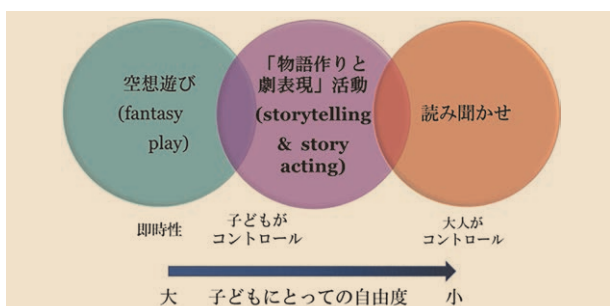 空想遊び
(fantasy
play)
「物語作りと
劇表現」活動
(storytelling
& story
acting)
読み聞かせ
即時性
子どもが
コントロール
大人が
コントロール
大 子どもにとっての自由度 小